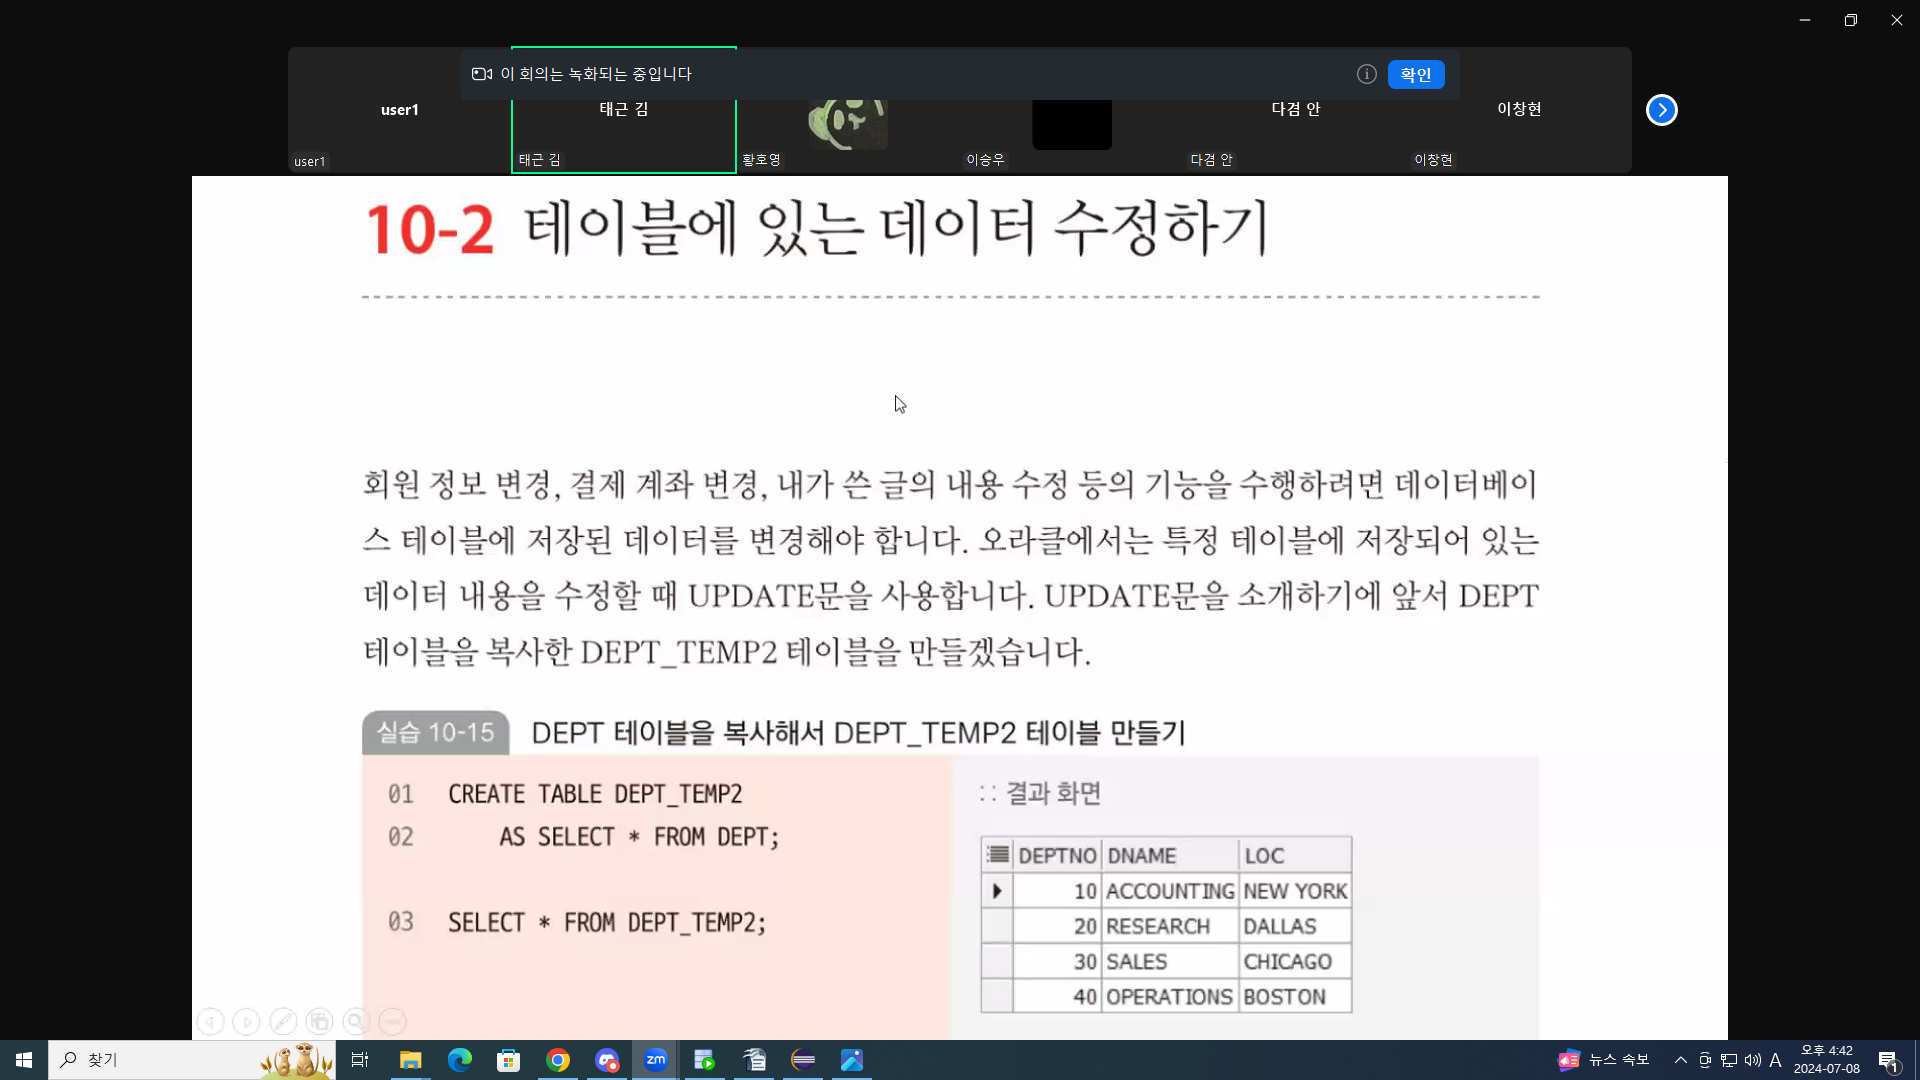 이 회의는 녹화되는 중입니다
확인
user1
태근 김
다겸 안
이창현
user1
태근 김
황호영
이승우
다겸 안
이창현
10-2 테이블에 있는 데이터 수정하기
회원 정보 변경, 결제 계좌 변경, 내가 쓴 글의 내용 수정 등의 기능을 수행하려면 데이터베이
스 테이블에 저장된 데이터를 변경해야 합니다. 오라클에서는 특정 테이블에 저장되어 있는
데이터 내용을 수정할 때 UPDATE문을 사용합니다. UPDATE문을 소개하기에 앞서 DEPT
테이블을 복사한 DEPT_TEMP2 테이블을 만들겠습니다.
실습 10-15 DEPT 테이블을 복사해서 DEPT_TEMP2 테이블 만들기
01 CREATE TABLE DEPT_TEMP2
02 AS SELECT * FROM DEPT;
03 SELECT * FROM DEPT_TEMP2;
:: 결과 화면
DEPTNO DNAME LOC
10 ACCOUNTING NEW YORK
20 RESEARCH DALLAS
30 SALES CHICAGO
40 OPERATIONS BOSTON
찾기
zm
뉴스 속보
A
오후 4:42
2024-07-08
1